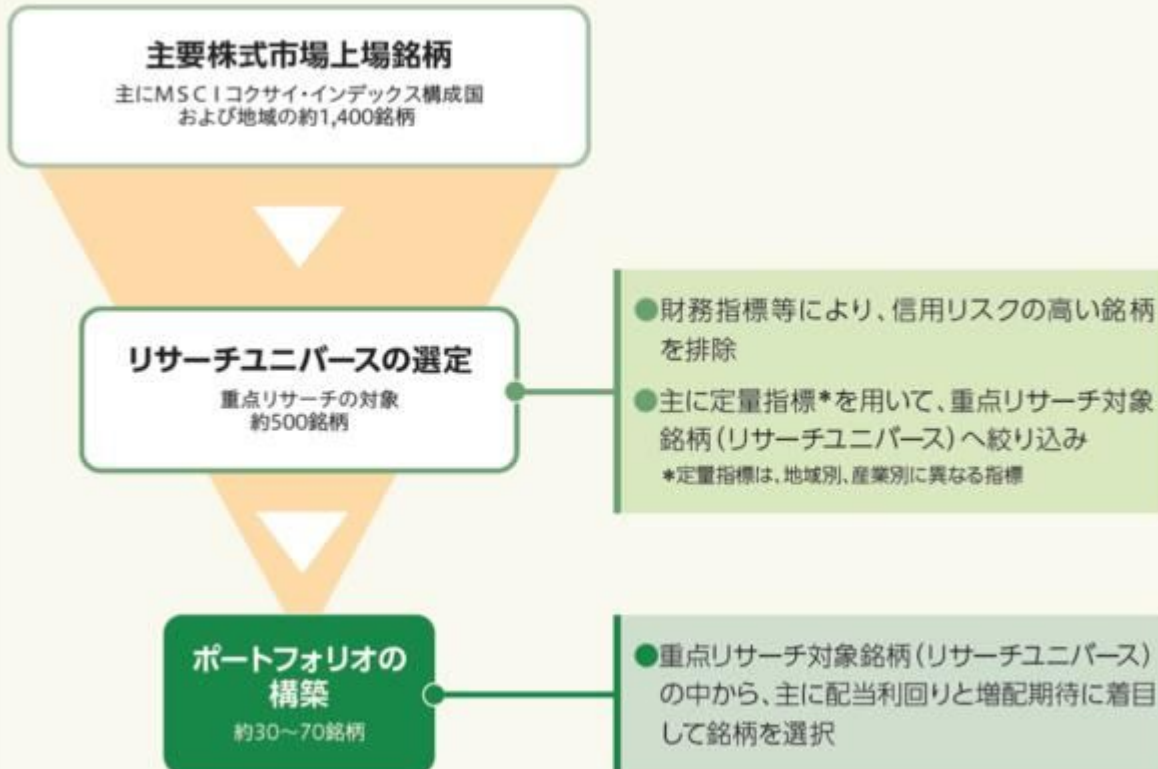 主要株式市場上場銘柄
主にMSCIコクサイ・インデックス構成国
および地域の約1,400銘柄
リサーチユニバースの選定
重点リサーチの対象
約500銘柄
●財務指標等により、信用リスクの高い銘柄
を排除
●主に定量指標*を用いて、重点リサーチ対象
銘柄(リサーチユニバース)へ絞り込み
*定量指標は、地域別、産業別に異なる指標
ポートフォリオの
構築
約30～70銘柄
●重点リサーチ対象銘柄(リサーチユニバース)
の中から、主に配当利回りと増配期待に着目
して銘柄を選択